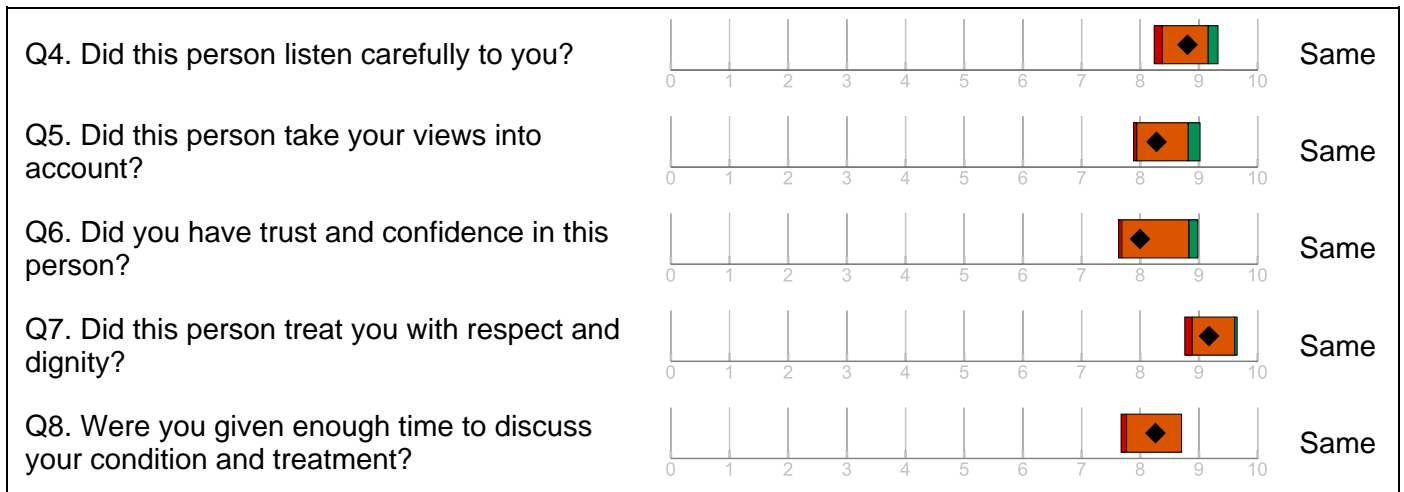 Q4. Did this person listen carefully to you?
Same
0 1 2 3 4 5 6 7 8 9 10
Q5. Did this person take your views into
account?
Same
0 1 2 3 4 5 6 7 8 9 10
Q6. Did you have trust and confidence in this
person?
Same
0 1 2 3 4 5 6 7 8 9 10
Q7. Did this person treat you with respect and
dignity?
Same
0 1 2 3 4 5 6 7 8 9 10
Q8. Were you given enough time to discuss
your condition and treatment?
Same
0 1 2 3 4 5 6 7 8 9 10